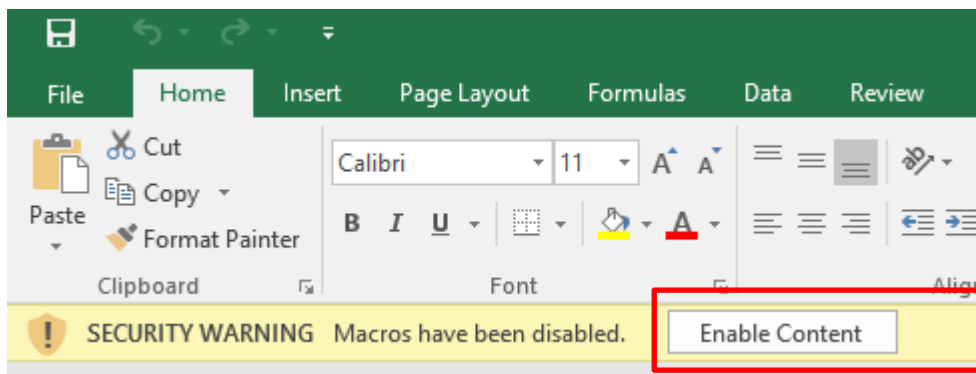 File Home Insert Page Layout Formulas Data Review
Cut
Copy
Paste
Format Painter
Calibri 11 A A
B I U A
Clipboard Font
SECURITY WARNING Macros have been disabled. Enable Content